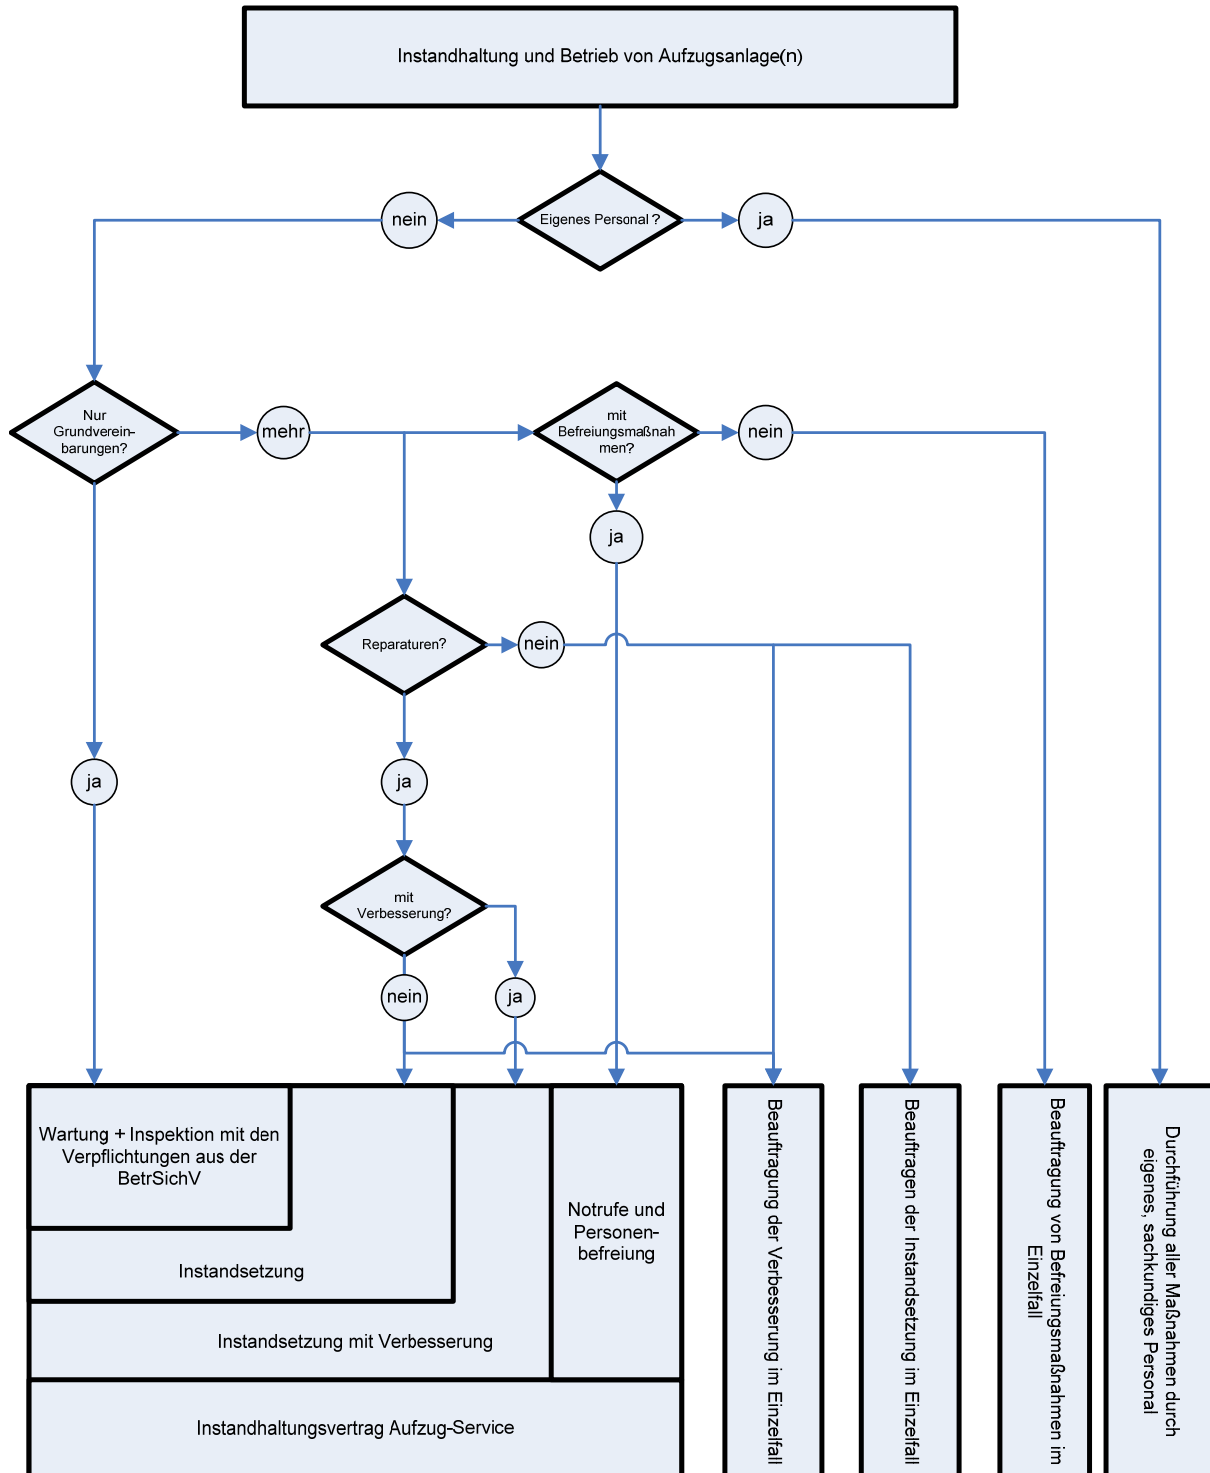 Instandhaltung und Betrieb von Aufzugsanlage(n)
nein
Eigenes Personal ?
ja
Nur
Grundverein-
barungen?
mehr
mit
Befreiungsmaßnah
men?
nein
ja
Reparaturen?
nein
ja
ja
mit
Verbesserung?
nein
ja
Wartung + Inspektion mit den
Verpflichtungen aus der
BetrSichV
Instandsetzung
Instandsetzung mit Verbesserung
Notrufe und
Personen-
befreiung
Instandhaltungsvertrag Aufzug-Service
Beauftragung der Verbesserung im Einzelfall
Beauftragen der Instandsetzung im Einzelfall
Beauftragung von Befreiungsmaßnahmen im
Einzelfall
Durchführung aller Maßnahmen durch
eigenes, sachkundiges Personal